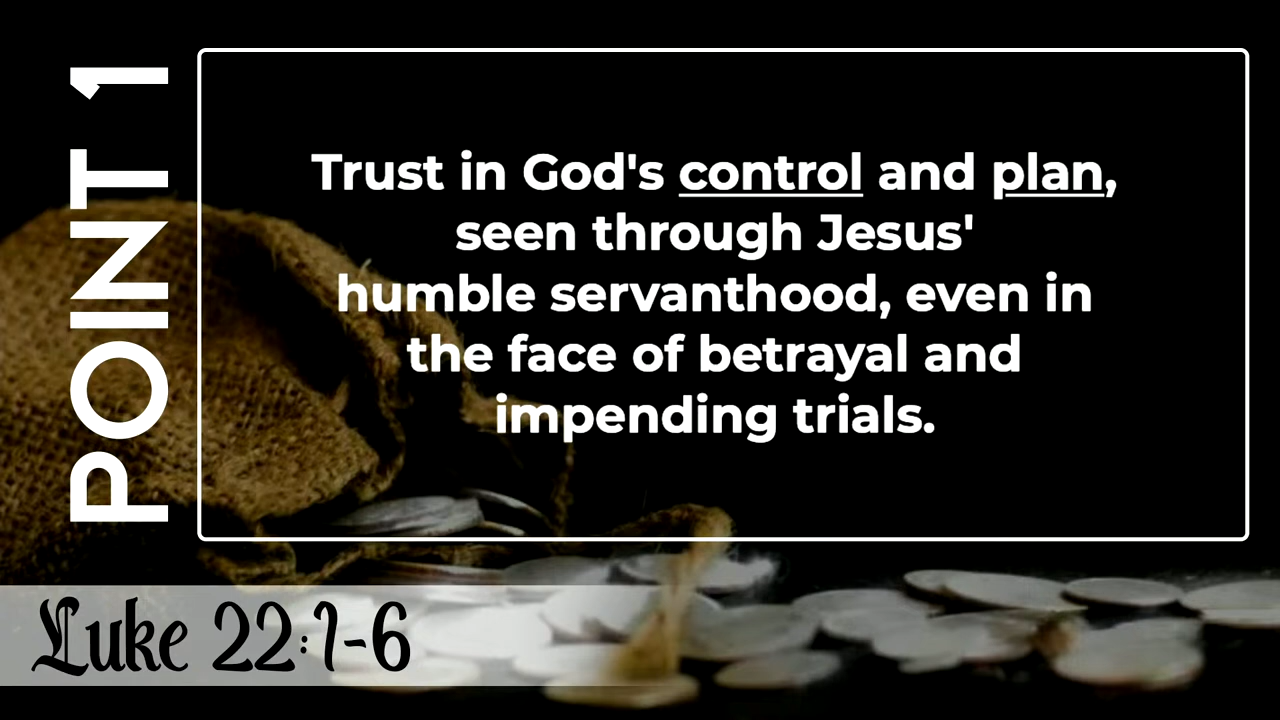 POINT 1
Trust in God's control and plan,
seen through Jesus'
humble servanthood, even in
the face of betrayal and
impending trials.
Luke 22:1-6